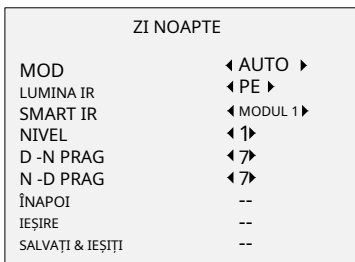 ZI NOAPTE
MOD AUTO
LUMINA IR PE
SMART IR MODUL 1
NIVEL 1
D -N PRAG 7
N -D PRAG 7
ÎNAPOI --
IEȘIRE --
SALVAȚI & IEȘIȚI --